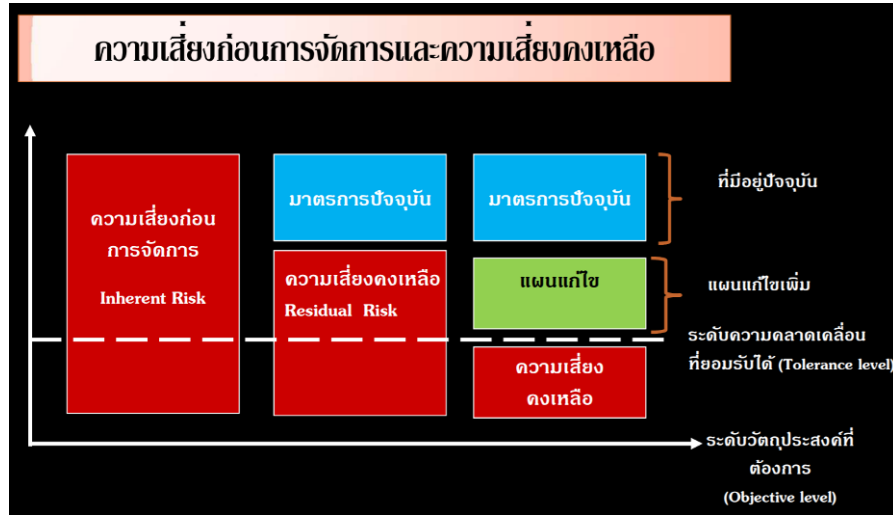 ความเสี่ยงก่อนการจัดการและความเสี่ยงคงเหลือ
ความเสี่ยงก่อน
การจัดการ
Inherent Risk
มาตรการปัจจุบัน
ความเสี่ยงคงเหลือ
Residual Risk
มาตรการปัจจุบัน
แผนแก้ไข
ความเสี่ยง
คงเหลือ
ที่มีอยู่ปัจจุบัน
แผนแก้ไขเพิ่ม
ระดับความคลาดเคลื่อน
ที่ยอมรับได้ (Tolerance level)
ระดับวัตถุประสงค์ที่
ต้องการ
(Objective level)